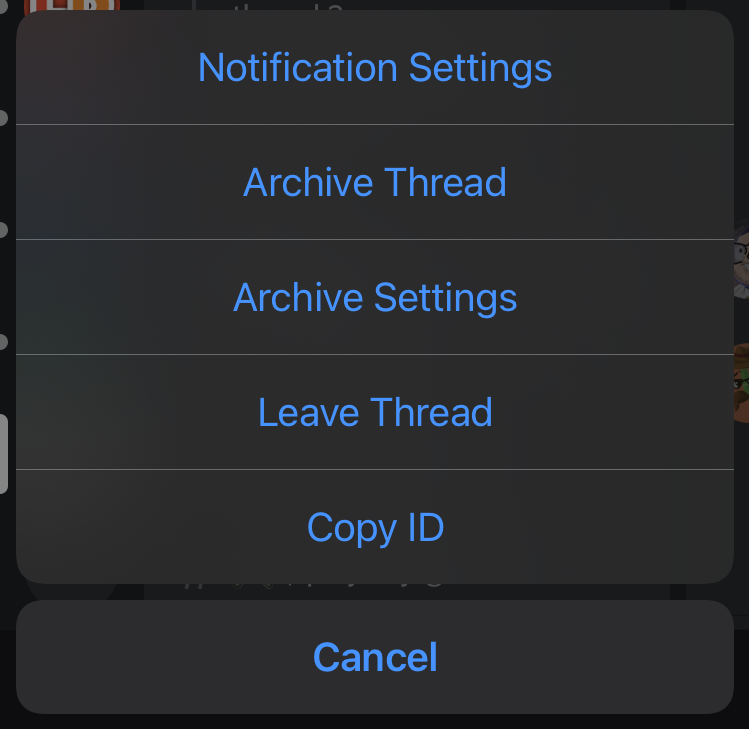 Notification Settings
Archive Thread
Archive Settings
Leave Thread
Copy ID
Cancel